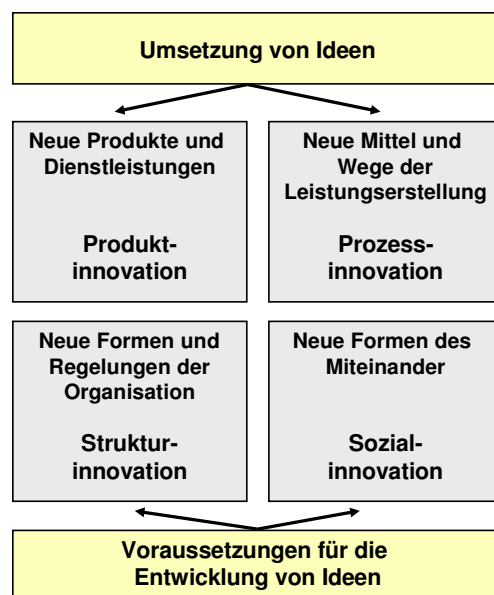 Umsetzung von Ideen
Neue Produkte und
Dienstleistungen
Produkt-
innovation
Neue Mittel und
Wege der
Leistungserstellung
Prozess-
innovation
Neue Formen und
Regelungen der
Organisation
Struktur-
innovation
Neue Formen des
Miteinander
Sozial-
innovation
Voraussetzungen für die
Entwicklung von Ideen